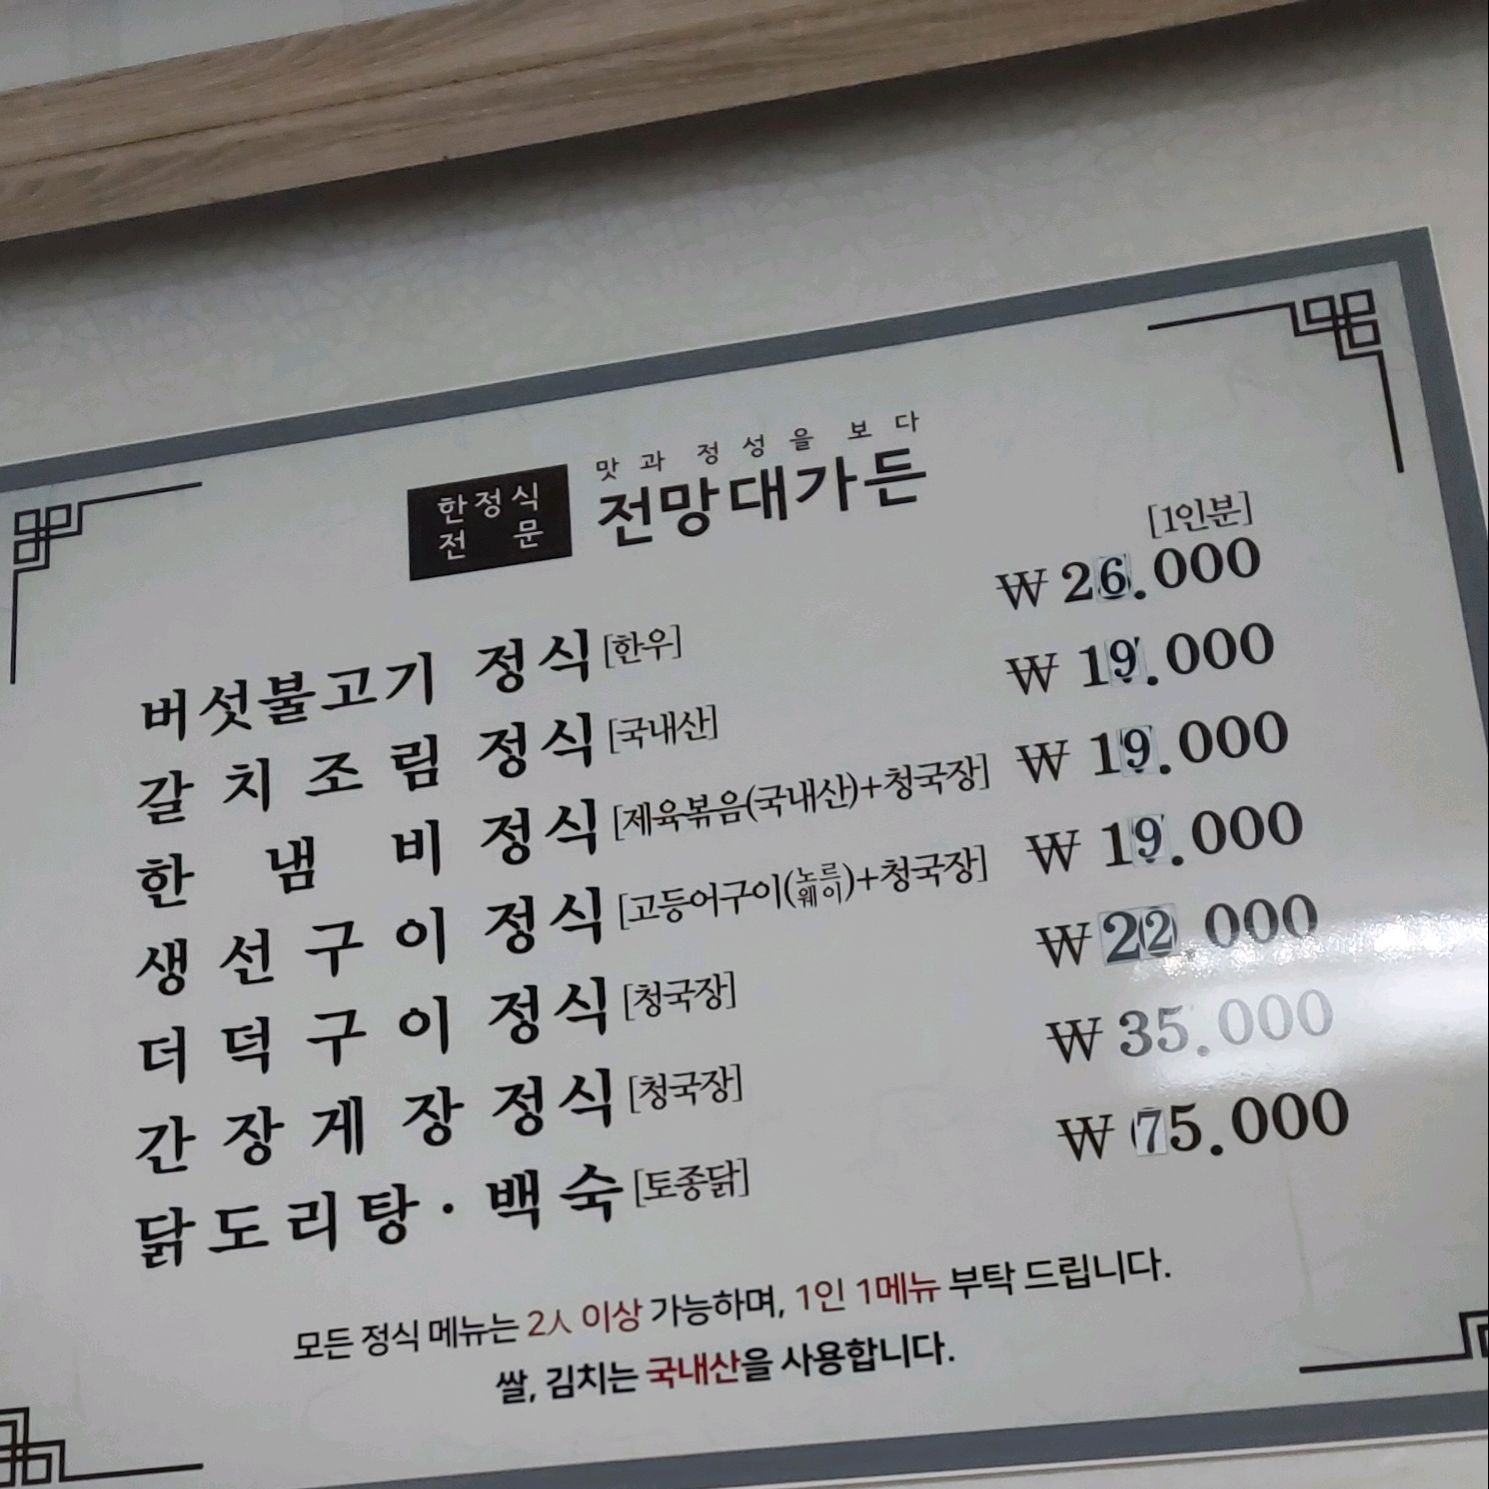 한정식
전문
맛과 정성을 보다
전망대가든
[1인분]
버섯불고기 정식[한우] ₩26.000
갈치조림 정식[국내산] ₩19.000
한냄비 정식[제육볶음(국내산)+청국장] ₩19.000
생선구이 정식[고등어구이(노르웨이)+청국장] ₩19.000
더덕구이 정식[청국장] ₩22.000
간장게장 정식[청국장] ₩35.000
닭도리탕·백숙[토종닭] ₩75.000
모든 정식 메뉴는 2人 이상 가능하며, 1인 1메뉴 부탁 드립니다.
쌀, 김치는 국내산을 사용합니다.